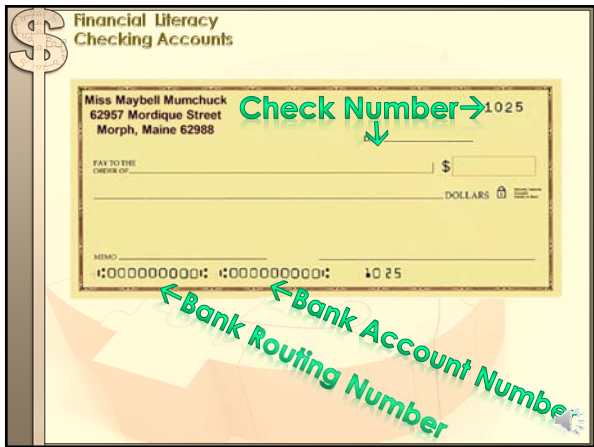 Financial Literacy
Checking Accounts
Miss Maybell Mumchuck
62957 Mordique Street
Morph, Maine 62988
Check Number→
1025
PAY TO THE
ORDER OF
$
DOLLARS
MEMO
⑆000000000⑆ ⑆000000000⑆ 1025
←Bank Account Number
←Bank Routing Number